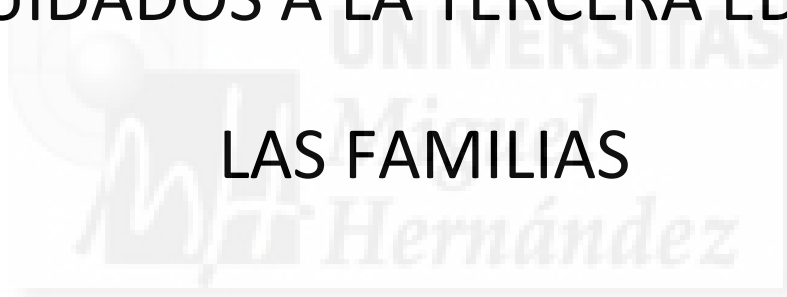 UIDADOS A LA TERCERA ED
UNIVERSITAS
Miguel
LAS FAMILIAS
Hernández